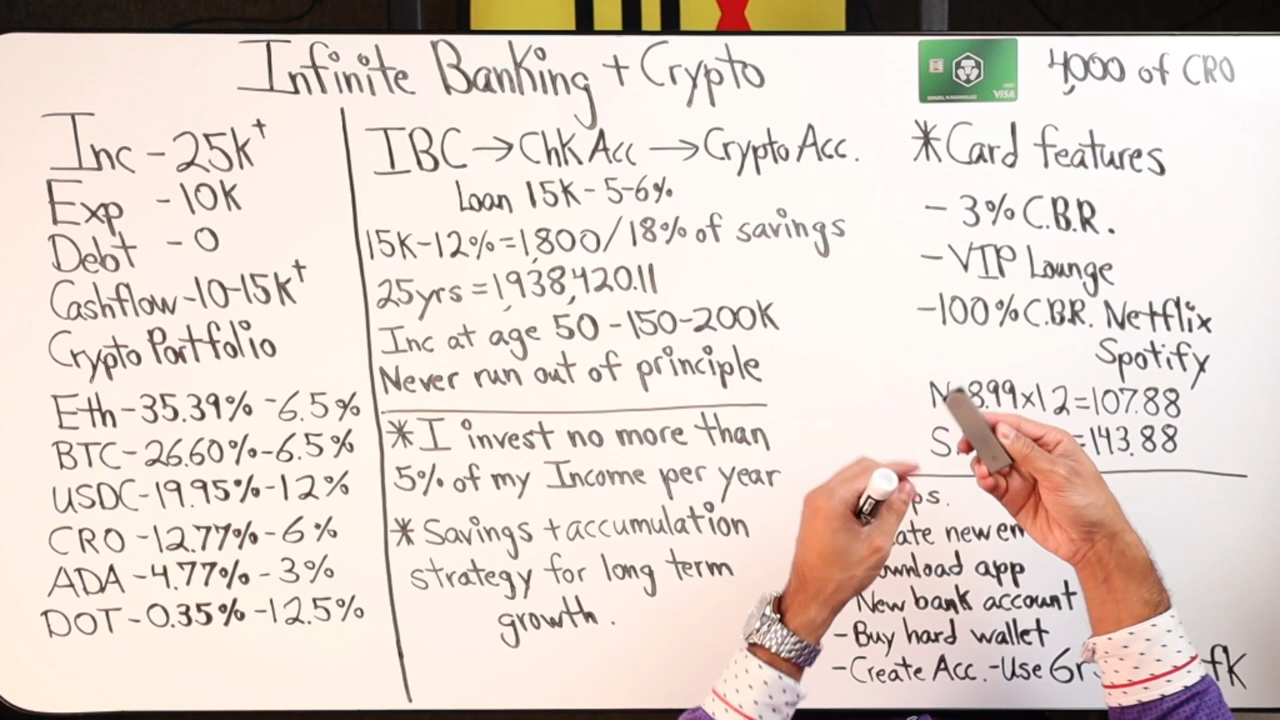 Infinite Banking + Crypto
Inc - 25k+
Exp - 10K
Debt - 0
Cashflow - 10-15k+
Crypto Portfolio
Eth - 35.39% - 6.5%
BTC - 26.60% - 6.5%
USDC - 19.95% - 12%
CRO - 12.77% - 6%
ADA - 4.77% - 3%
DOT - 0.35% - 12.5%
IBC → Chk Acc → Crypto Acc.
Loan 15K - 5-6%
15K - 12% = 1,800 / 18% of savings
25yrs = 1,938,420.11
Inc at age 50 - 150-200K
Never run out of principle
* I invest no more than
5% of my Income per year
* Savings + accumulation
strategy for long term
growth.
VISA
4,000 of CRO
* Card features
- 3% C.B.R.
- VIP Lounge
- 100% C.B.R. Netflix
Spotify
N 8.99 x 12 = 107.88
S = 143.88
ps.
ate new em
ownload app
New bank account
- Buy hard wallet
- Create Acc. - Use Gr fk